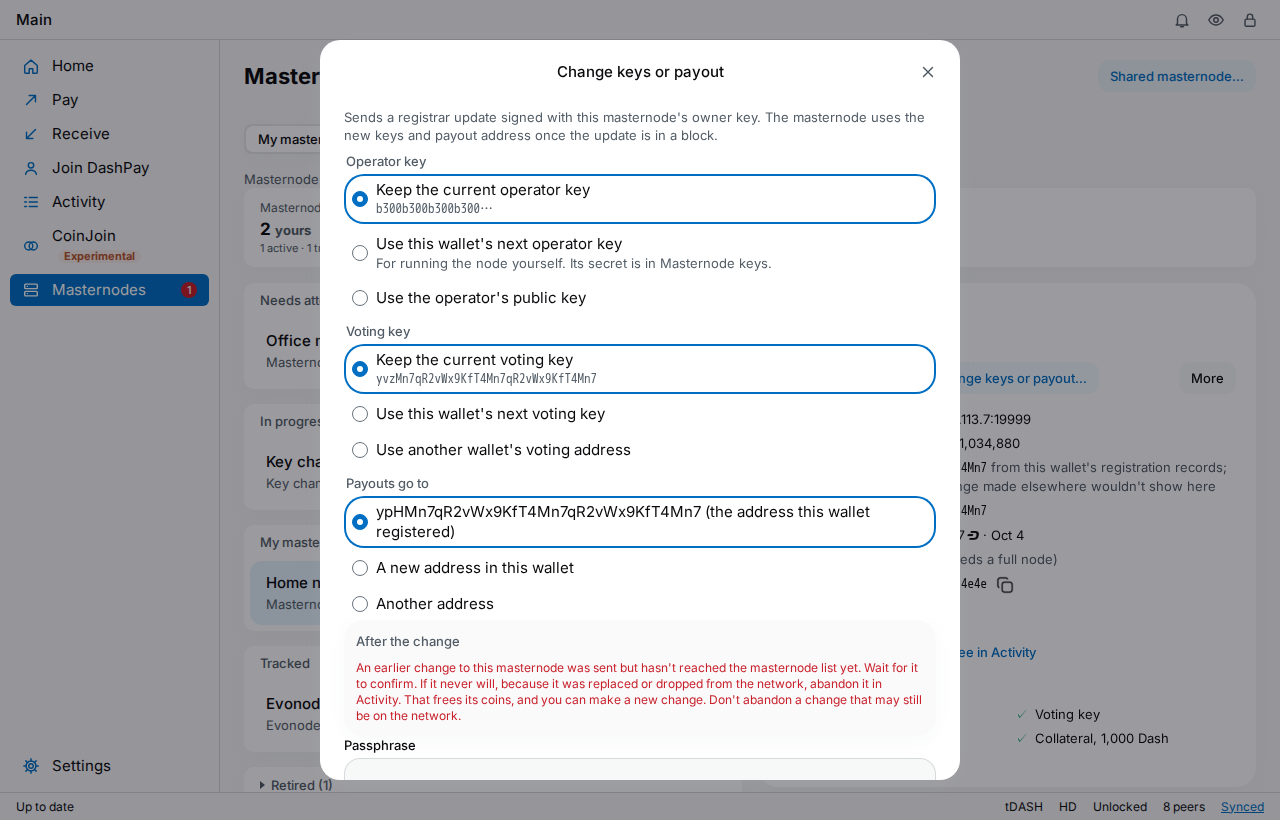 Main
Home
Pay
Receive
Join DashPay
Activity
CoinJoin
Experimental
Masternodes
1
Settings
Master
Shared masternode...
My master
Masternode
Masternod
2 yours
1 active · 1 tr
Needs att
Office n
Masterno
In progres
Key cha
Key chan
My maste
Home n
Masterno
Tracked
Evonod
Evonode
Retired (1)
nge keys or payout...
More
.113.7:19999
1,034,880
4Mn7 from this wallet's registration records;
nge made elsewhere wouldn't show here
4Mn7
7 · Oct 4
eds a full node)
4e4e
ee in Activity
✓ Voting key
✓ Collateral, 1,000 Dash
Change keys or payout
Sends a registrar update signed with this masternode's owner key. The masternode uses the
new keys and payout address once the update is in a block.
Operator key
Keep the current operator key
b300b300b300b300···
Use this wallet's next operator key
For running the node yourself. Its secret is in Masternode keys.
Use the operator's public key
Voting key
Keep the current voting key
yvzMn7qR2vWx9KfT4Mn7qR2vWx9KfT4Mn7
Use this wallet's next voting key
Use another wallet's voting address
Payouts go to
ypHMn7qR2vWx9KfT4Mn7qR2vWx9KfT4Mn7 (the address this wallet
registered)
A new address in this wallet
Another address
After the change
An earlier change to this masternode was sent but hasn't reached the masternode list yet. Wait for it
to confirm. If it never will, because it was replaced or dropped from the network, abandon it in
Activity. That frees its coins, and you can make a new change. Don't abandon a change that may still
be on the network.
Passphrase
Up to date
tDASH
HD
Unlocked
8 peers
Synced